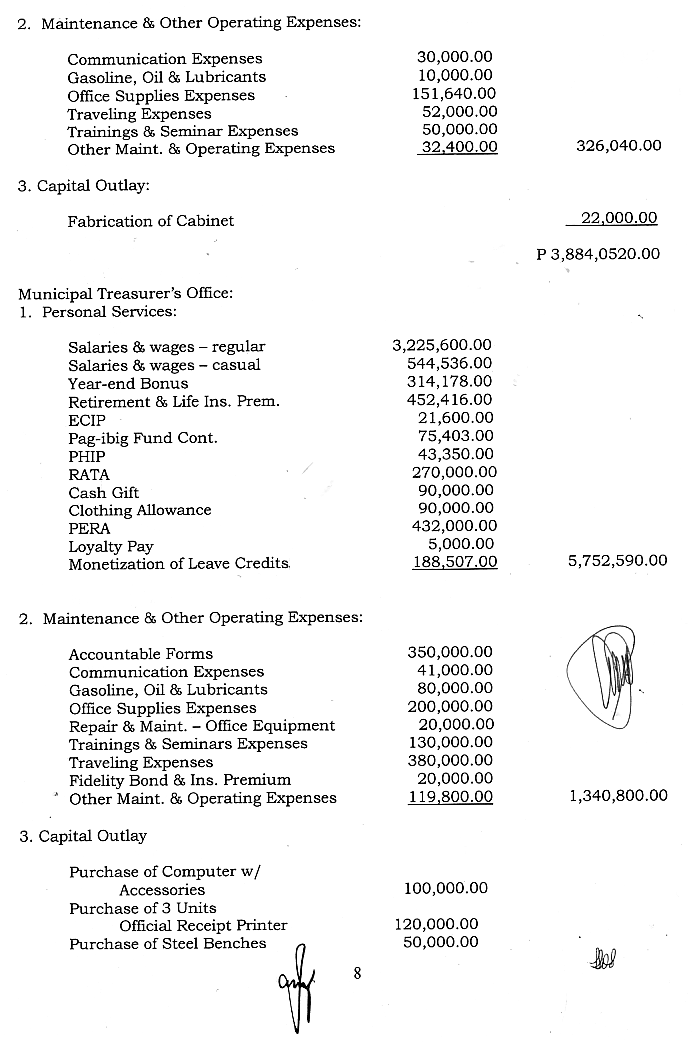 2. Maintenance & Other Operating Expenses:
Communication Expenses 30,000.00
Gasoline, Oil & Lubricants 10,000.00
Office Supplies Expenses 151,640.00
Traveling Expenses 52,000.00
Trainings & Seminar Expenses 50,000.00
Other Maint. & Operating Expenses 32,400.00 326,040.00
3. Capital Outlay:
Fabrication of Cabinet 22,000.00
P 3,884,0520.00
Municipal Treasurer's Office:
1. Personal Services:
Salaries & wages – regular 3,225,600.00
Salaries & wages – casual 544,536.00
Year-end Bonus 314,178.00
Retirement & Life Ins. Prem. 452,416.00
ECIP 21,600.00
Pag-ibig Fund Cont. 75,403.00
PHIP 43,350.00
RATA 270,000.00
Cash Gift 90,000.00
Clothing Allowance 90,000.00
PERA 432,000.00
Loyalty Pay 5,000.00
Monetization of Leave Credits. 188,507.00 5,752,590.00
2. Maintenance & Other Operating Expenses:
Accountable Forms 350,000.00
Communication Expenses 41,000.00
Gasoline, Oil & Lubricants 80,000.00
Office Supplies Expenses 200,000.00
Repair & Maint. – Office Equipment 20,000.00
Trainings & Seminars Expenses 130,000.00
Traveling Expenses 380,000.00
Fidelity Bond & Ins. Premium 20,000.00
Other Maint. & Operating Expenses 119,800.00 1,340,800.00
3. Capital Outlay
Purchase of Computer w/
Accessories 100,000.00
Purchase of 3 Units
Official Receipt Printer 120,000.00
Purchase of Steel Benches 50,000.00
8